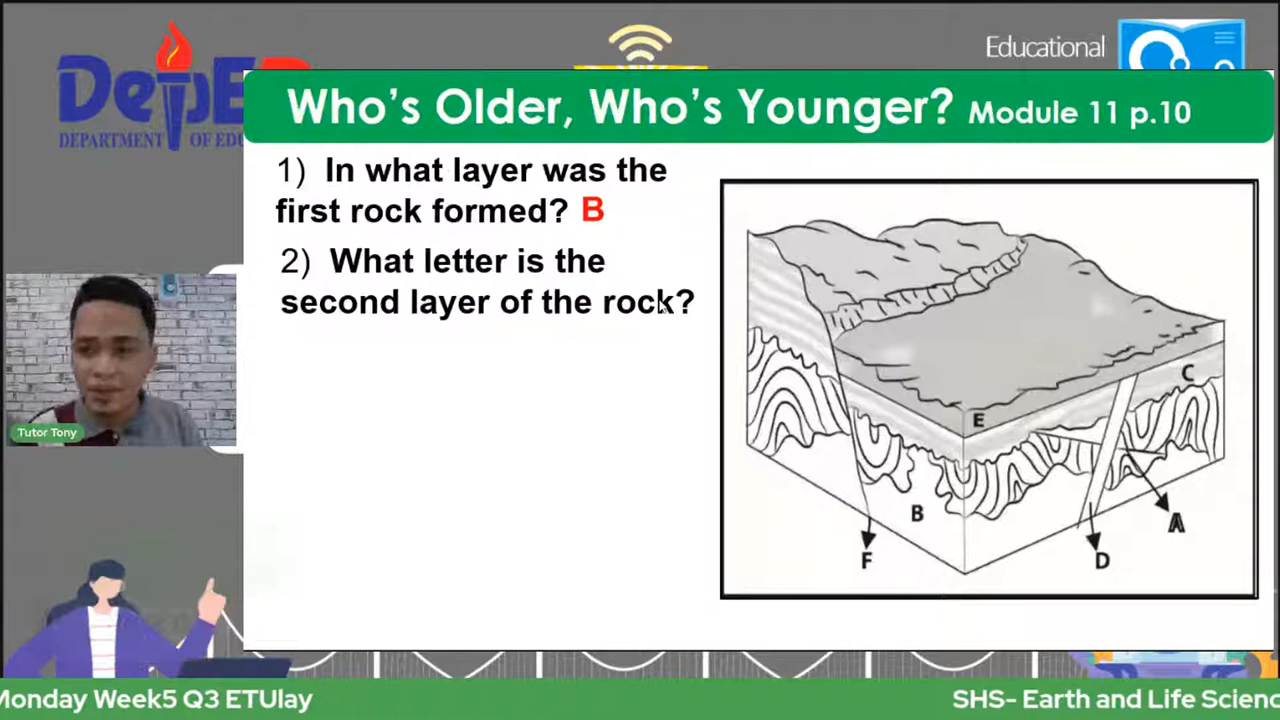 DepED
DEPARTMENT OF EDU
Educational
Who's Older, Who's Younger? Module 11 p.10
1) In what layer was the
first rock formed? B
2) What letter is the
second layer of the rock?
C
E
B
A
F
D
Tutor Tony
Monday Week5 Q3 ETUlay
SHS- Earth and Life Scienc